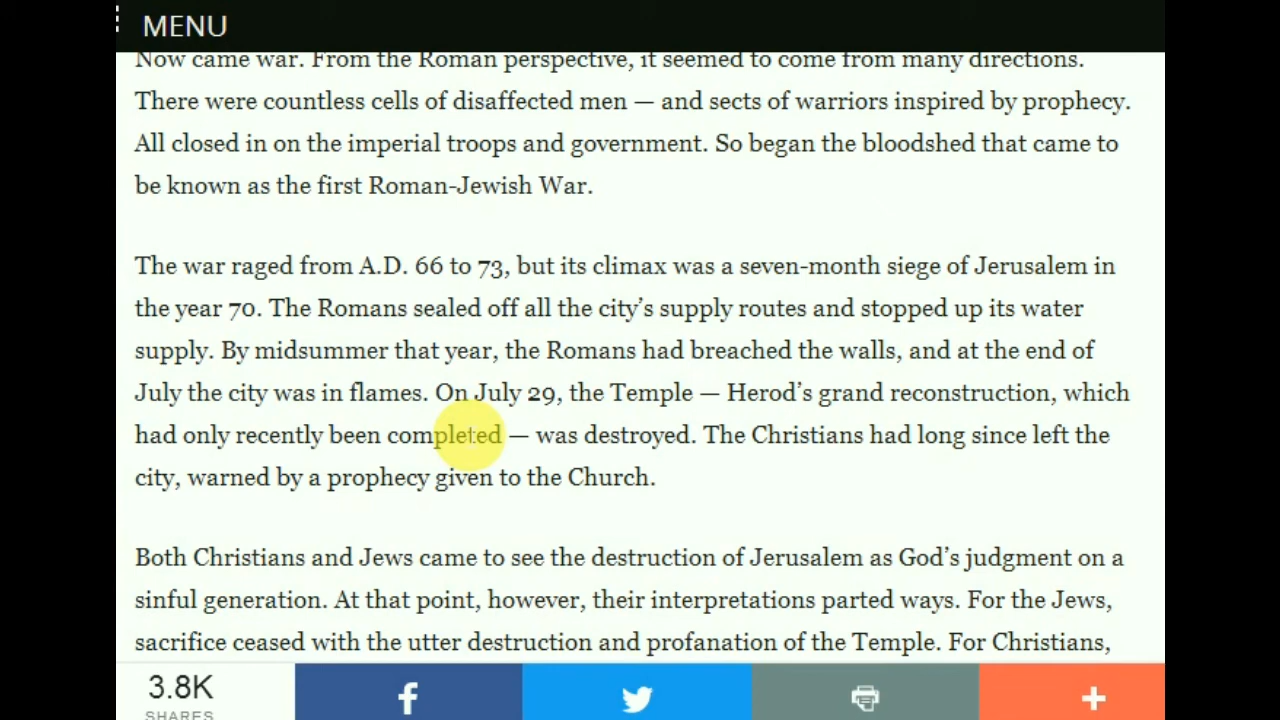 MENU
Now came war. From the Roman perspective, it seemed to come from many directions.
There were countless cells of disaffected men — and sects of warriors inspired by prophecy.
All closed in on the imperial troops and government. So began the bloodshed that came to
be known as the first Roman-Jewish War.
The war raged from A.D. 66 to 73, but its climax was a seven-month siege of Jerusalem in
the year 70. The Romans sealed off all the city’s supply routes and stopped up its water
supply. By midsummer that year, the Romans had breached the walls, and at the end of
July the city was in flames. On July 29, the Temple — Herod’s grand reconstruction, which
had only recently been completed — was destroyed. The Christians had long since left the
city, warned by a prophecy given to the Church.
Both Christians and Jews came to see the destruction of Jerusalem as God’s judgment on a
sinful generation. At that point, however, their interpretations parted ways. For the Jews,
sacrifice ceased with the utter destruction and profanation of the Temple. For Christians,
3.8K
SHARES